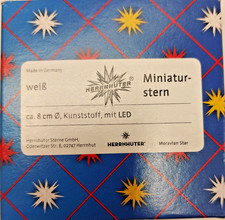 Made in Germany
weiß
HERRNHUTER®
Miniatur-
stern
ca. 8 cm Ø, Kunststoff, mit LED
Herrnhuter Sterne GmbH,
Oderwitzer Str. 8, 02747 Herrnhut
HERRNHUTER®
Moravian Star